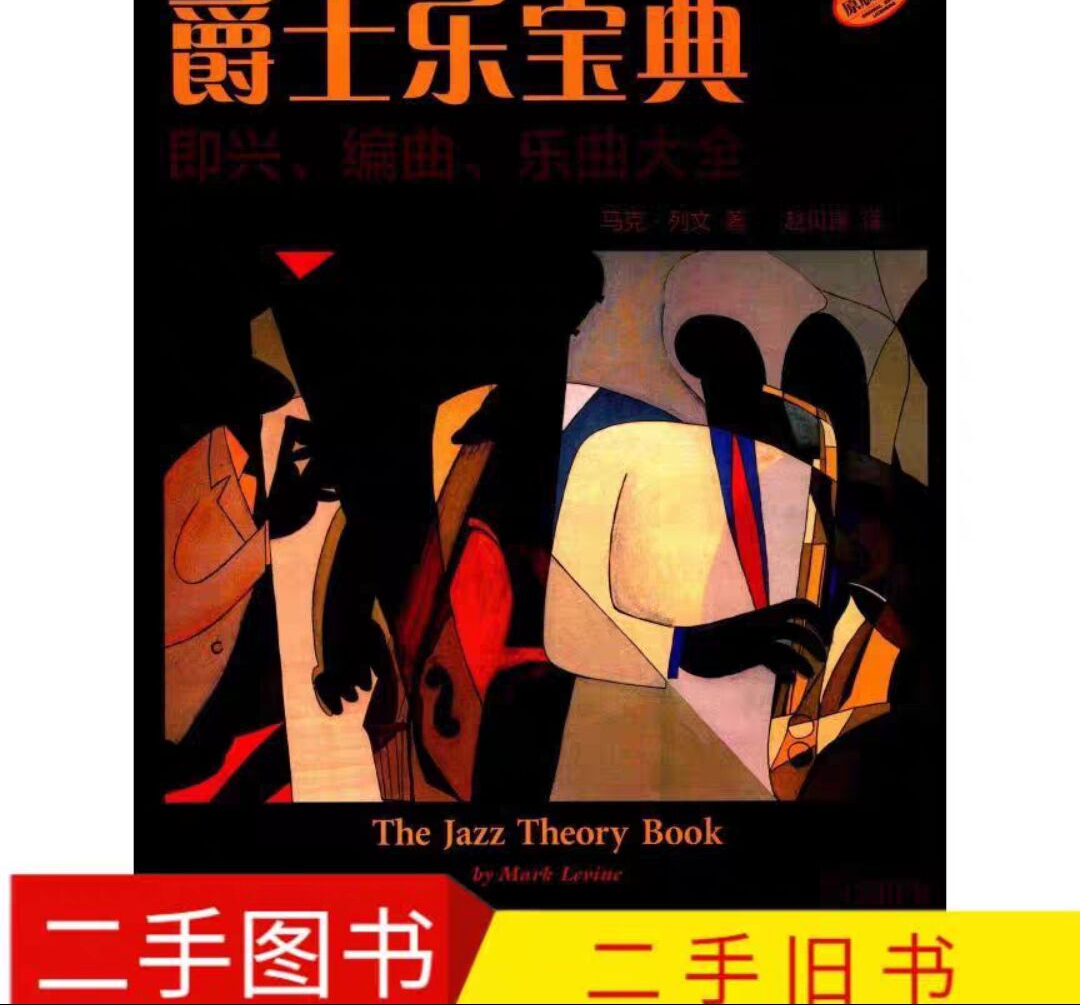 爵士乐宝典
即兴、编曲、乐曲大全
马克·列文 著
The Jazz Theory Book
by Mark Levine
二手图书
二手旧书